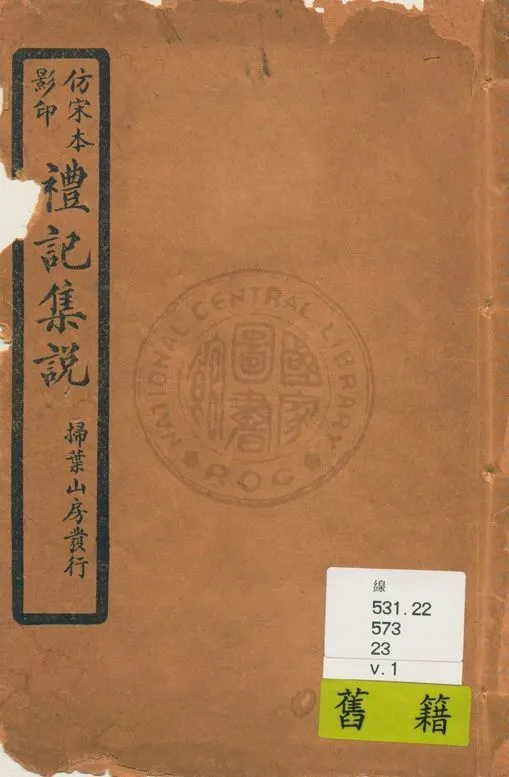 仿宋本
影印
禮記集說
掃葉山房發行
NATIONAL CENTRAL LIBRARY
國家
圖書
館
ROC
線
531.22
573
23
v.1
舊籍
一